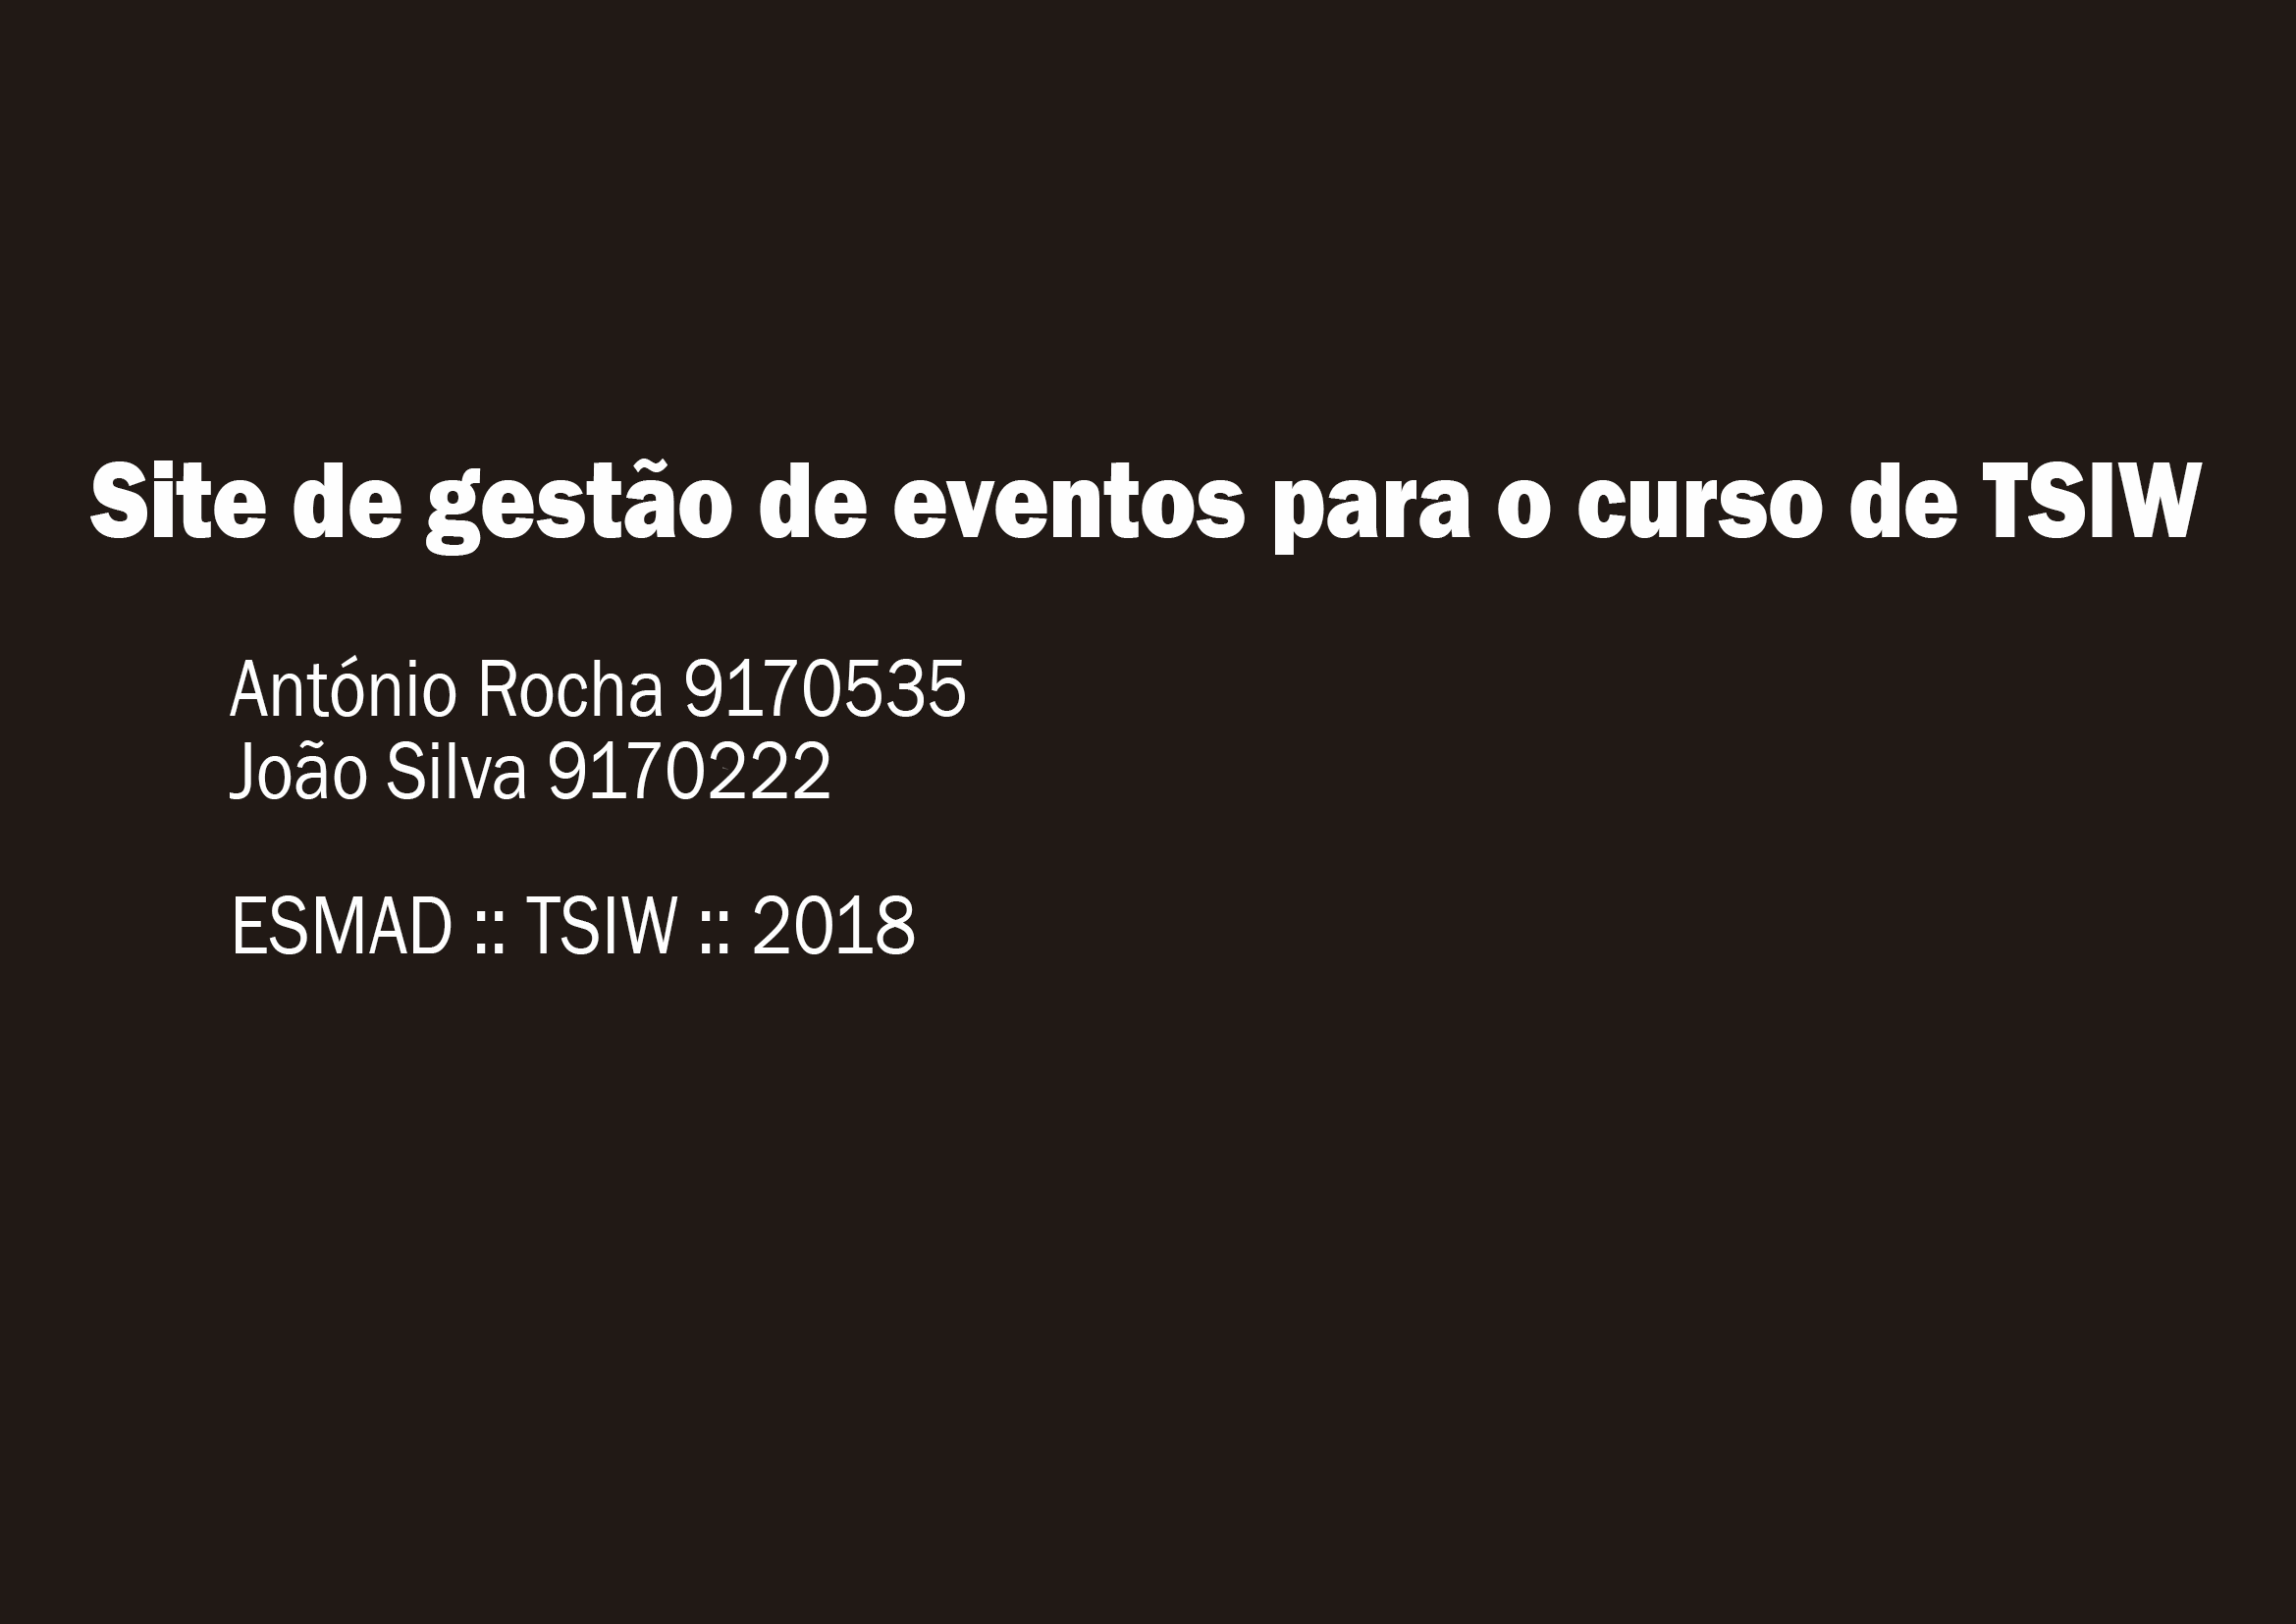 Site de gestão de eventos para o curso de TSIW
António Rocha 9170535
João Silva 9170222
ESMAD :: TSIW :: 2018